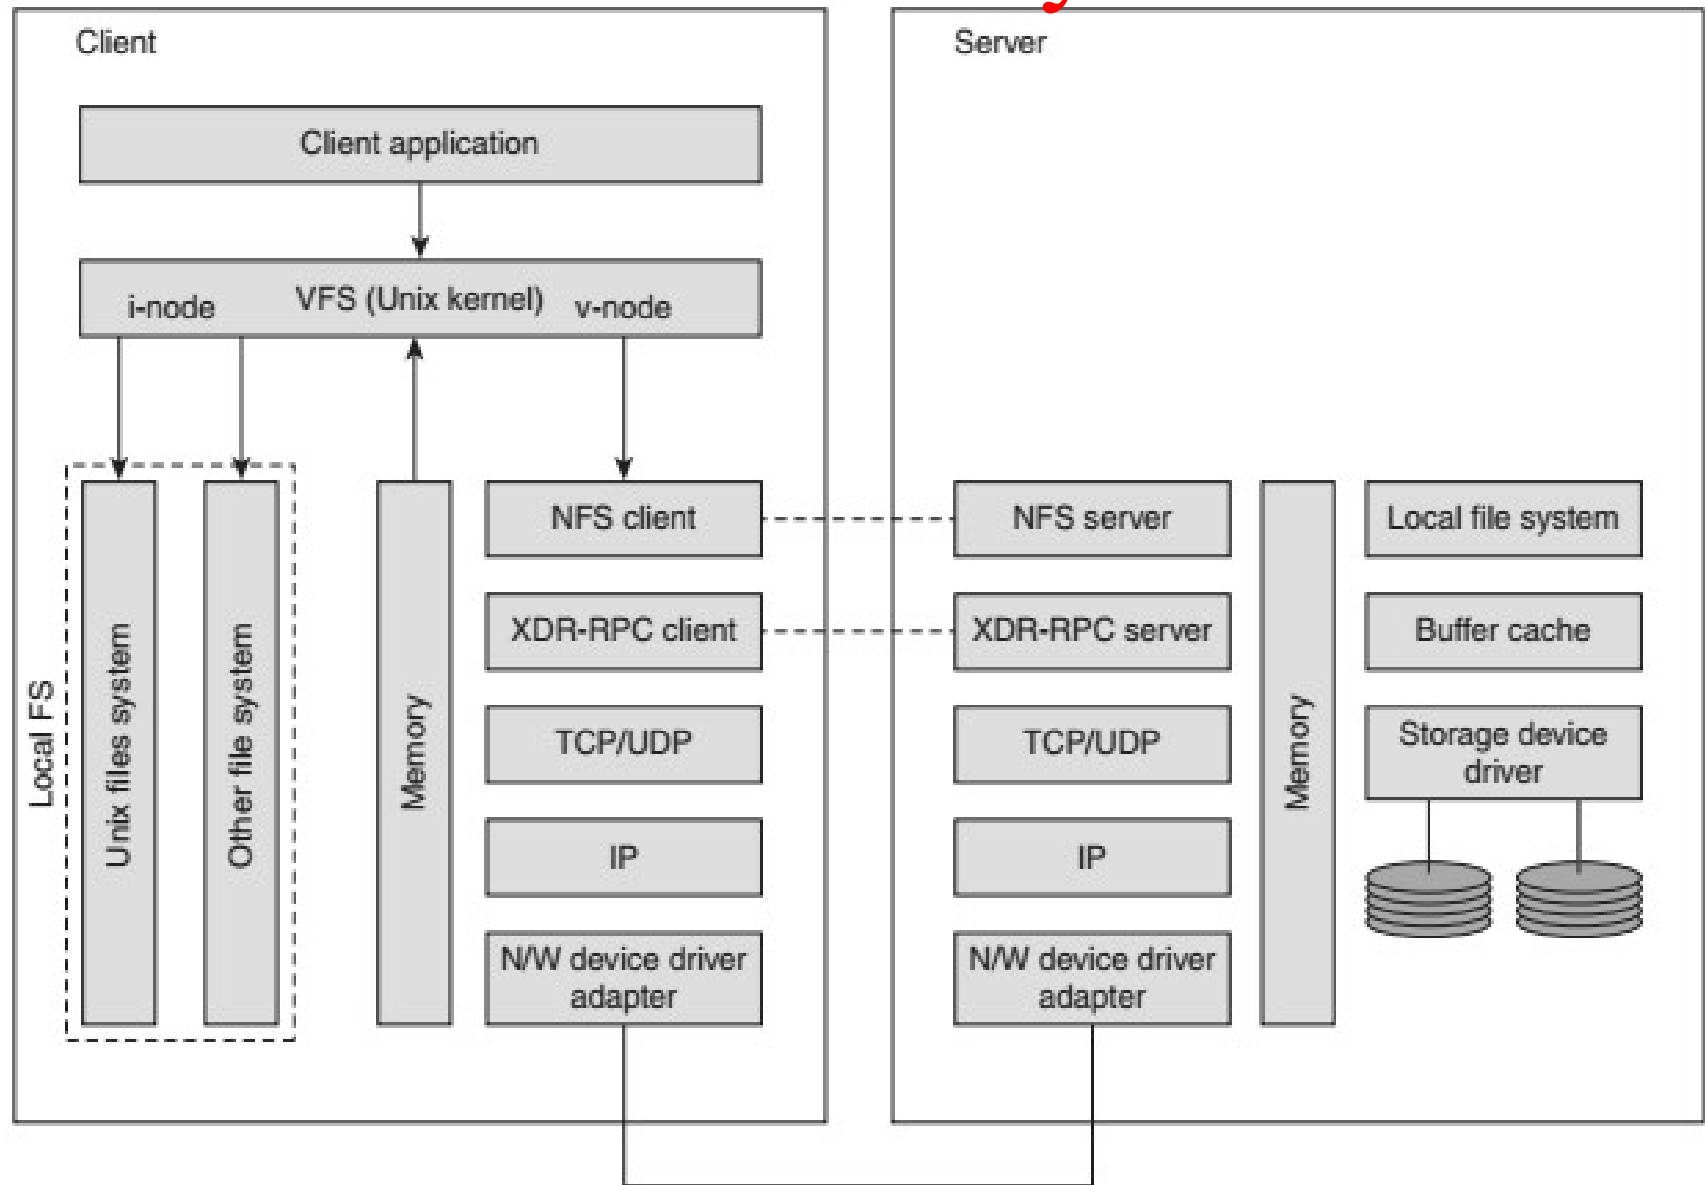 Client
Client application
VFS (Unix kernel)
i-node
v-node
Local FS
Unix files system
Other file system
Memory
NFS client
XDR-RPC client
TCP/UDP
IP
N/W device driver
adapter
Server
NFS server
XDR-RPC server
TCP/UDP
IP
N/W device driver
adapter
Memory
Local file system
Buffer cache
Storage device
driver